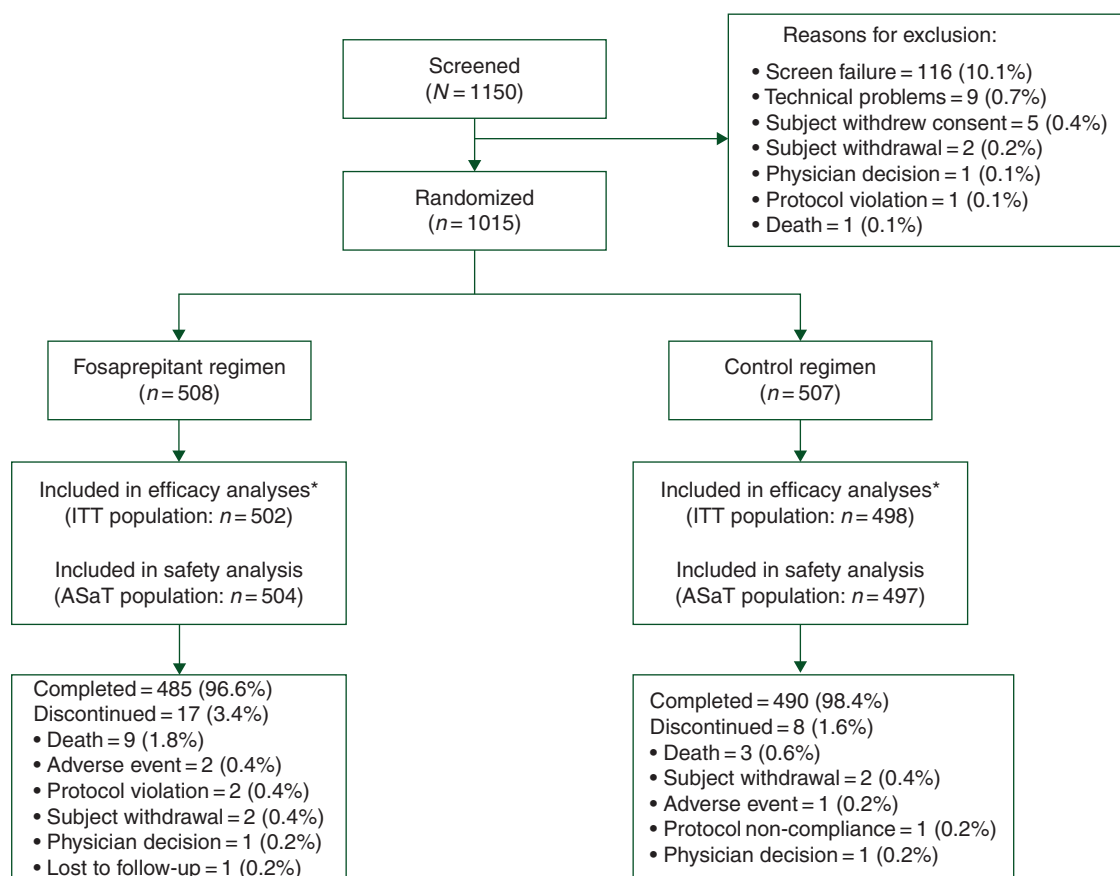 Screened
(N = 1150)
Reasons for exclusion:
• Screen failure = 116 (10.1%)
• Technical problems = 9 (0.7%)
• Subject withdrew consent = 5 (0.4%)
• Subject withdrawal = 2 (0.2%)
• Physician decision = 1 (0.1%)
• Protocol violation = 1 (0.1%)
• Death = 1 (0.1%)
Randomized
(n = 1015)
Fosaprepitant regimen
(n = 508)
Control regimen
(n = 507)
Included in efficacy analyses*
(ITT population: n = 502)
Included in safety analysis
(ASaT population: n = 504)
Included in efficacy analyses*
(ITT population: n = 498)
Included in safety analysis
(ASaT population: n = 497)
Completed = 485 (96.6%)
Discontinued = 17 (3.4%)
• Death = 9 (1.8%)
• Adverse event = 2 (0.4%)
• Protocol violation = 2 (0.4%)
• Subject withdrawal = 2 (0.4%)
• Physician decision = 1 (0.2%)
• Lost to follow-up = 1 (0.2%)
Completed = 490 (98.4%)
Discontinued = 8 (1.6%)
• Death = 3 (0.6%)
• Subject withdrawal = 2 (0.4%)
• Adverse event = 1 (0.2%)
• Protocol non-compliance = 1 (0.2%)
• Physician decision = 1 (0.2%)